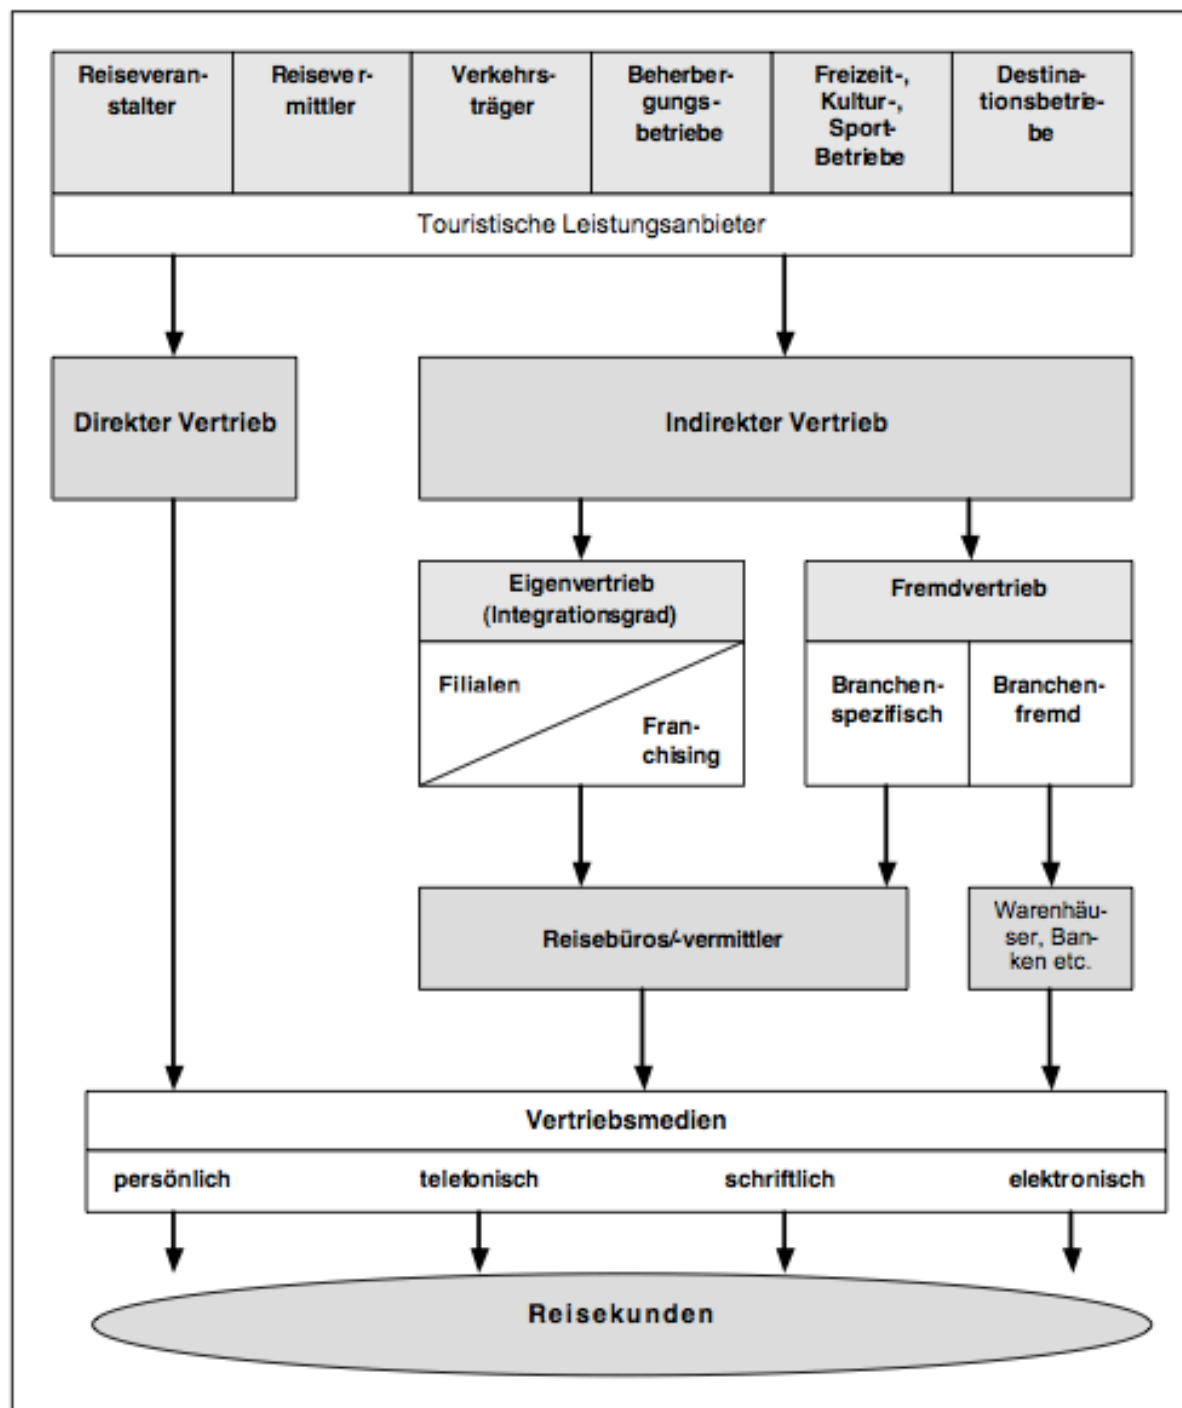 Reiseveran-
stalter
Reisever-
mittler
Verkehrs-
träger
Beherber-
gungs-
betriebe
Freizeit-,
Kultur-,
Sport-
Betriebe
Destina-
tionsbetrie-
be
Touristische Leistungsanbieter
Direkter Vertrieb
Indirekter Vertrieb
Eigenvertrieb
(Integrationsgrad)
Fremdvertrieb
Filialen
Fran-
chising
Branchen-
spezifisch
Branchen-
fremd
Reisebüros/-vermittler
Warenhäu-
ser, Ban-
ken etc.
Vertriebsmedien
persönlich telefonisch schriftlich elektronisch
Reisekunden